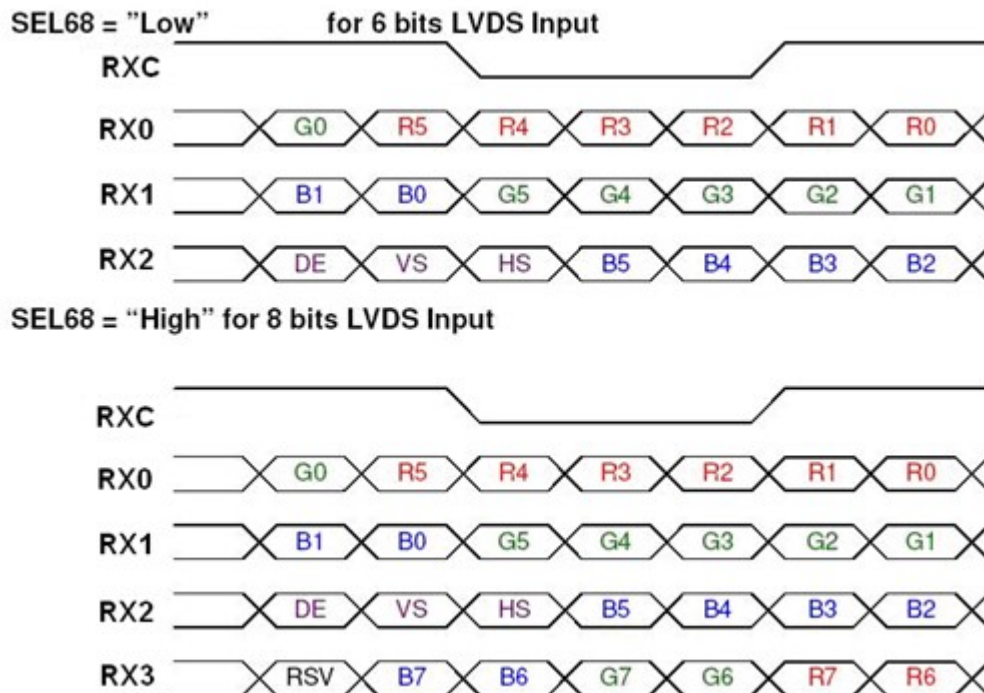 SEL68 = "Low" for 6 bits LVDS Input
RXC
RX0 G0 R5 R4 R3 R2 R1 R0
RX1 B1 B0 G5 G4 G3 G2 G1
RX2 DE VS HS B5 B4 B3 B2
SEL68 = "High" for 8 bits LVDS Input
RXC
RX0 G0 R5 R4 R3 R2 R1 R0
RX1 B1 B0 G5 G4 G3 G2 G1
RX2 DE VS HS B5 B4 B3 B2
RX3 RSV B7 B6 G7 G6 R7 R6